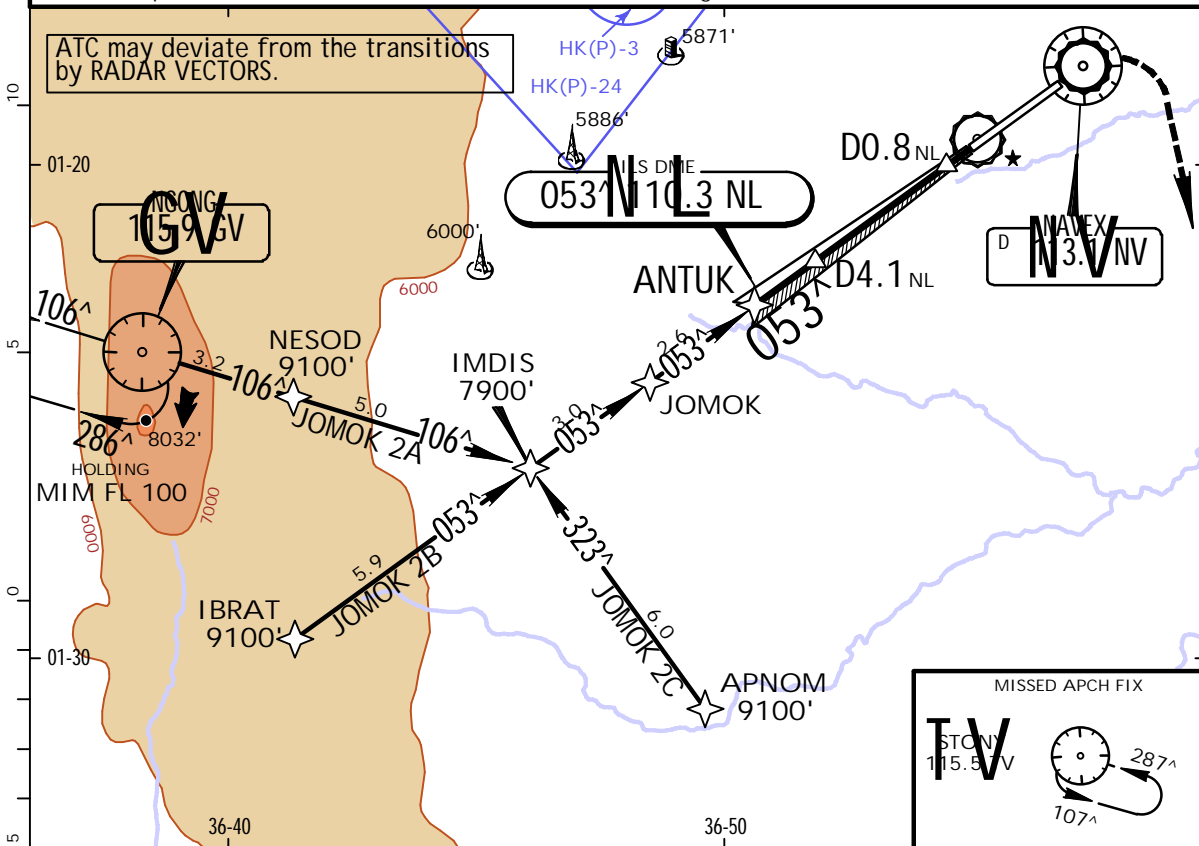 ATC may deviate from the transitions
by RADAR VECTORS.
HK(P)-3
5871'
HK(P)-24
5886'
10
01-20
D0.8 NL
ILS DME
053^ 110.3 NL
N L
NGONG
115.9 GV
GV
6000'
6000
NAVEX
D 113.1 NV
N V
ANTUK
D4.1 NL
053^
106^
5
3.2
106^
NESOD
9100'
IMDIS
7900'
2.6
053^
JOMOK
5.0
JOMOK 2A
106^
3.0
053^
286^
8032'
HOLDING
MIM FL 100
6000
7000
053^
5.9
JOMOK 2B
323^
6.0
JOMOK 2C
0
IBRAT
9100'
01-30
APNOM
9100'
MISSED APCH FIX
STONY
115.5 TV
T V
287^
107^
36-40
36-50
5